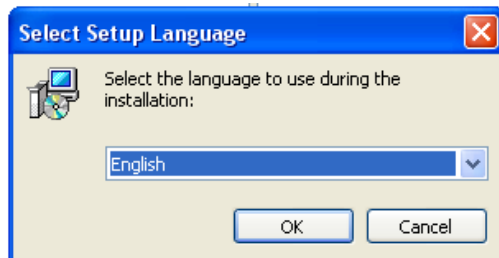 Select Setup Language
Select the language to use during the
installation:
English
OK
Cancel